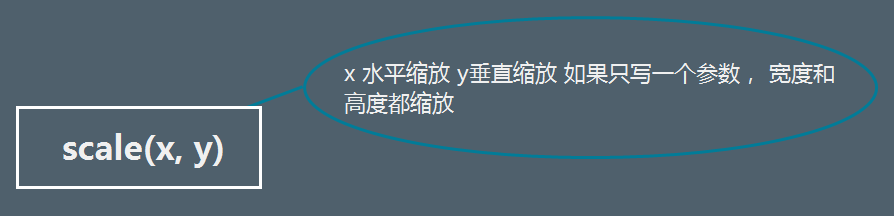 x 水平缩放 y垂直缩放 如果只写一个参数， 宽度和
高度都缩放
scale(x, y)